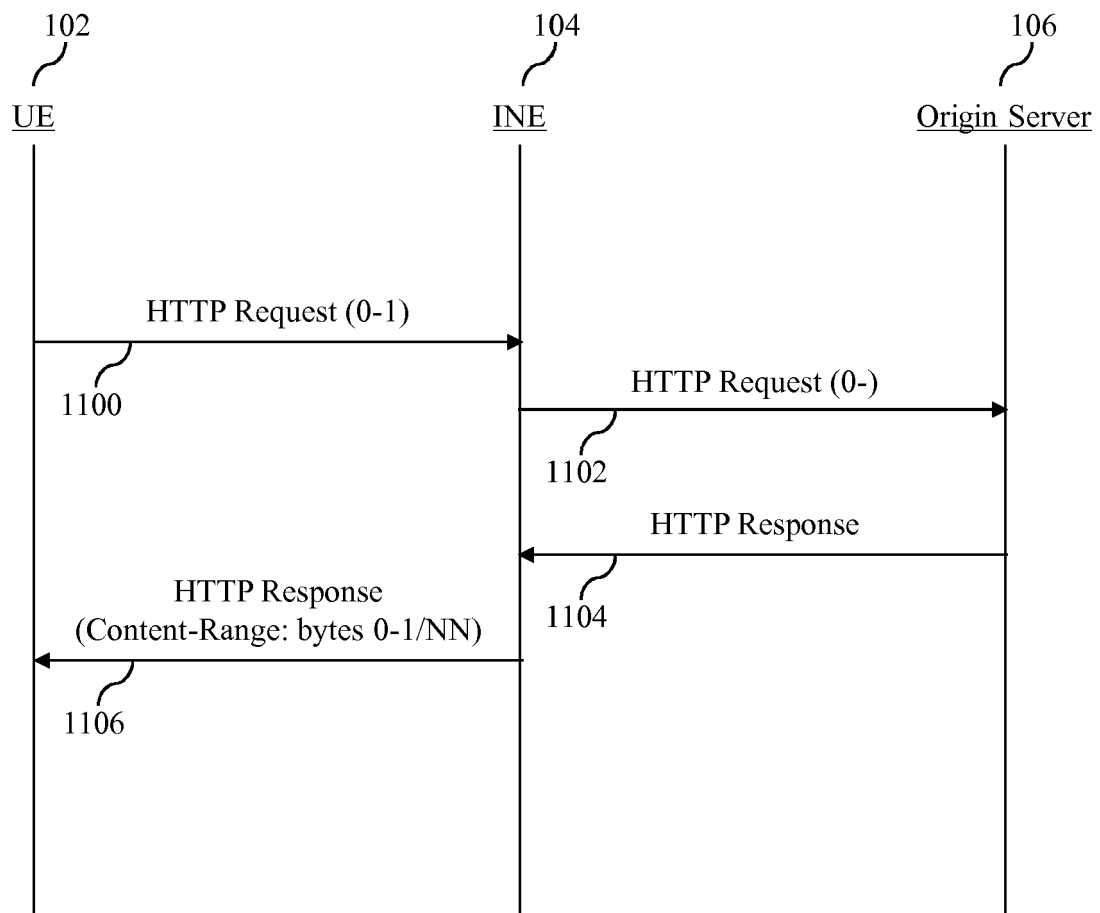 102
104
106
UE
INE
Origin Server
HTTP Request (0-1)
1100
HTTP Request (0-)
1102
HTTP Response
1104
HTTP Response
(Content-Range: bytes 0-1/NN)
1106